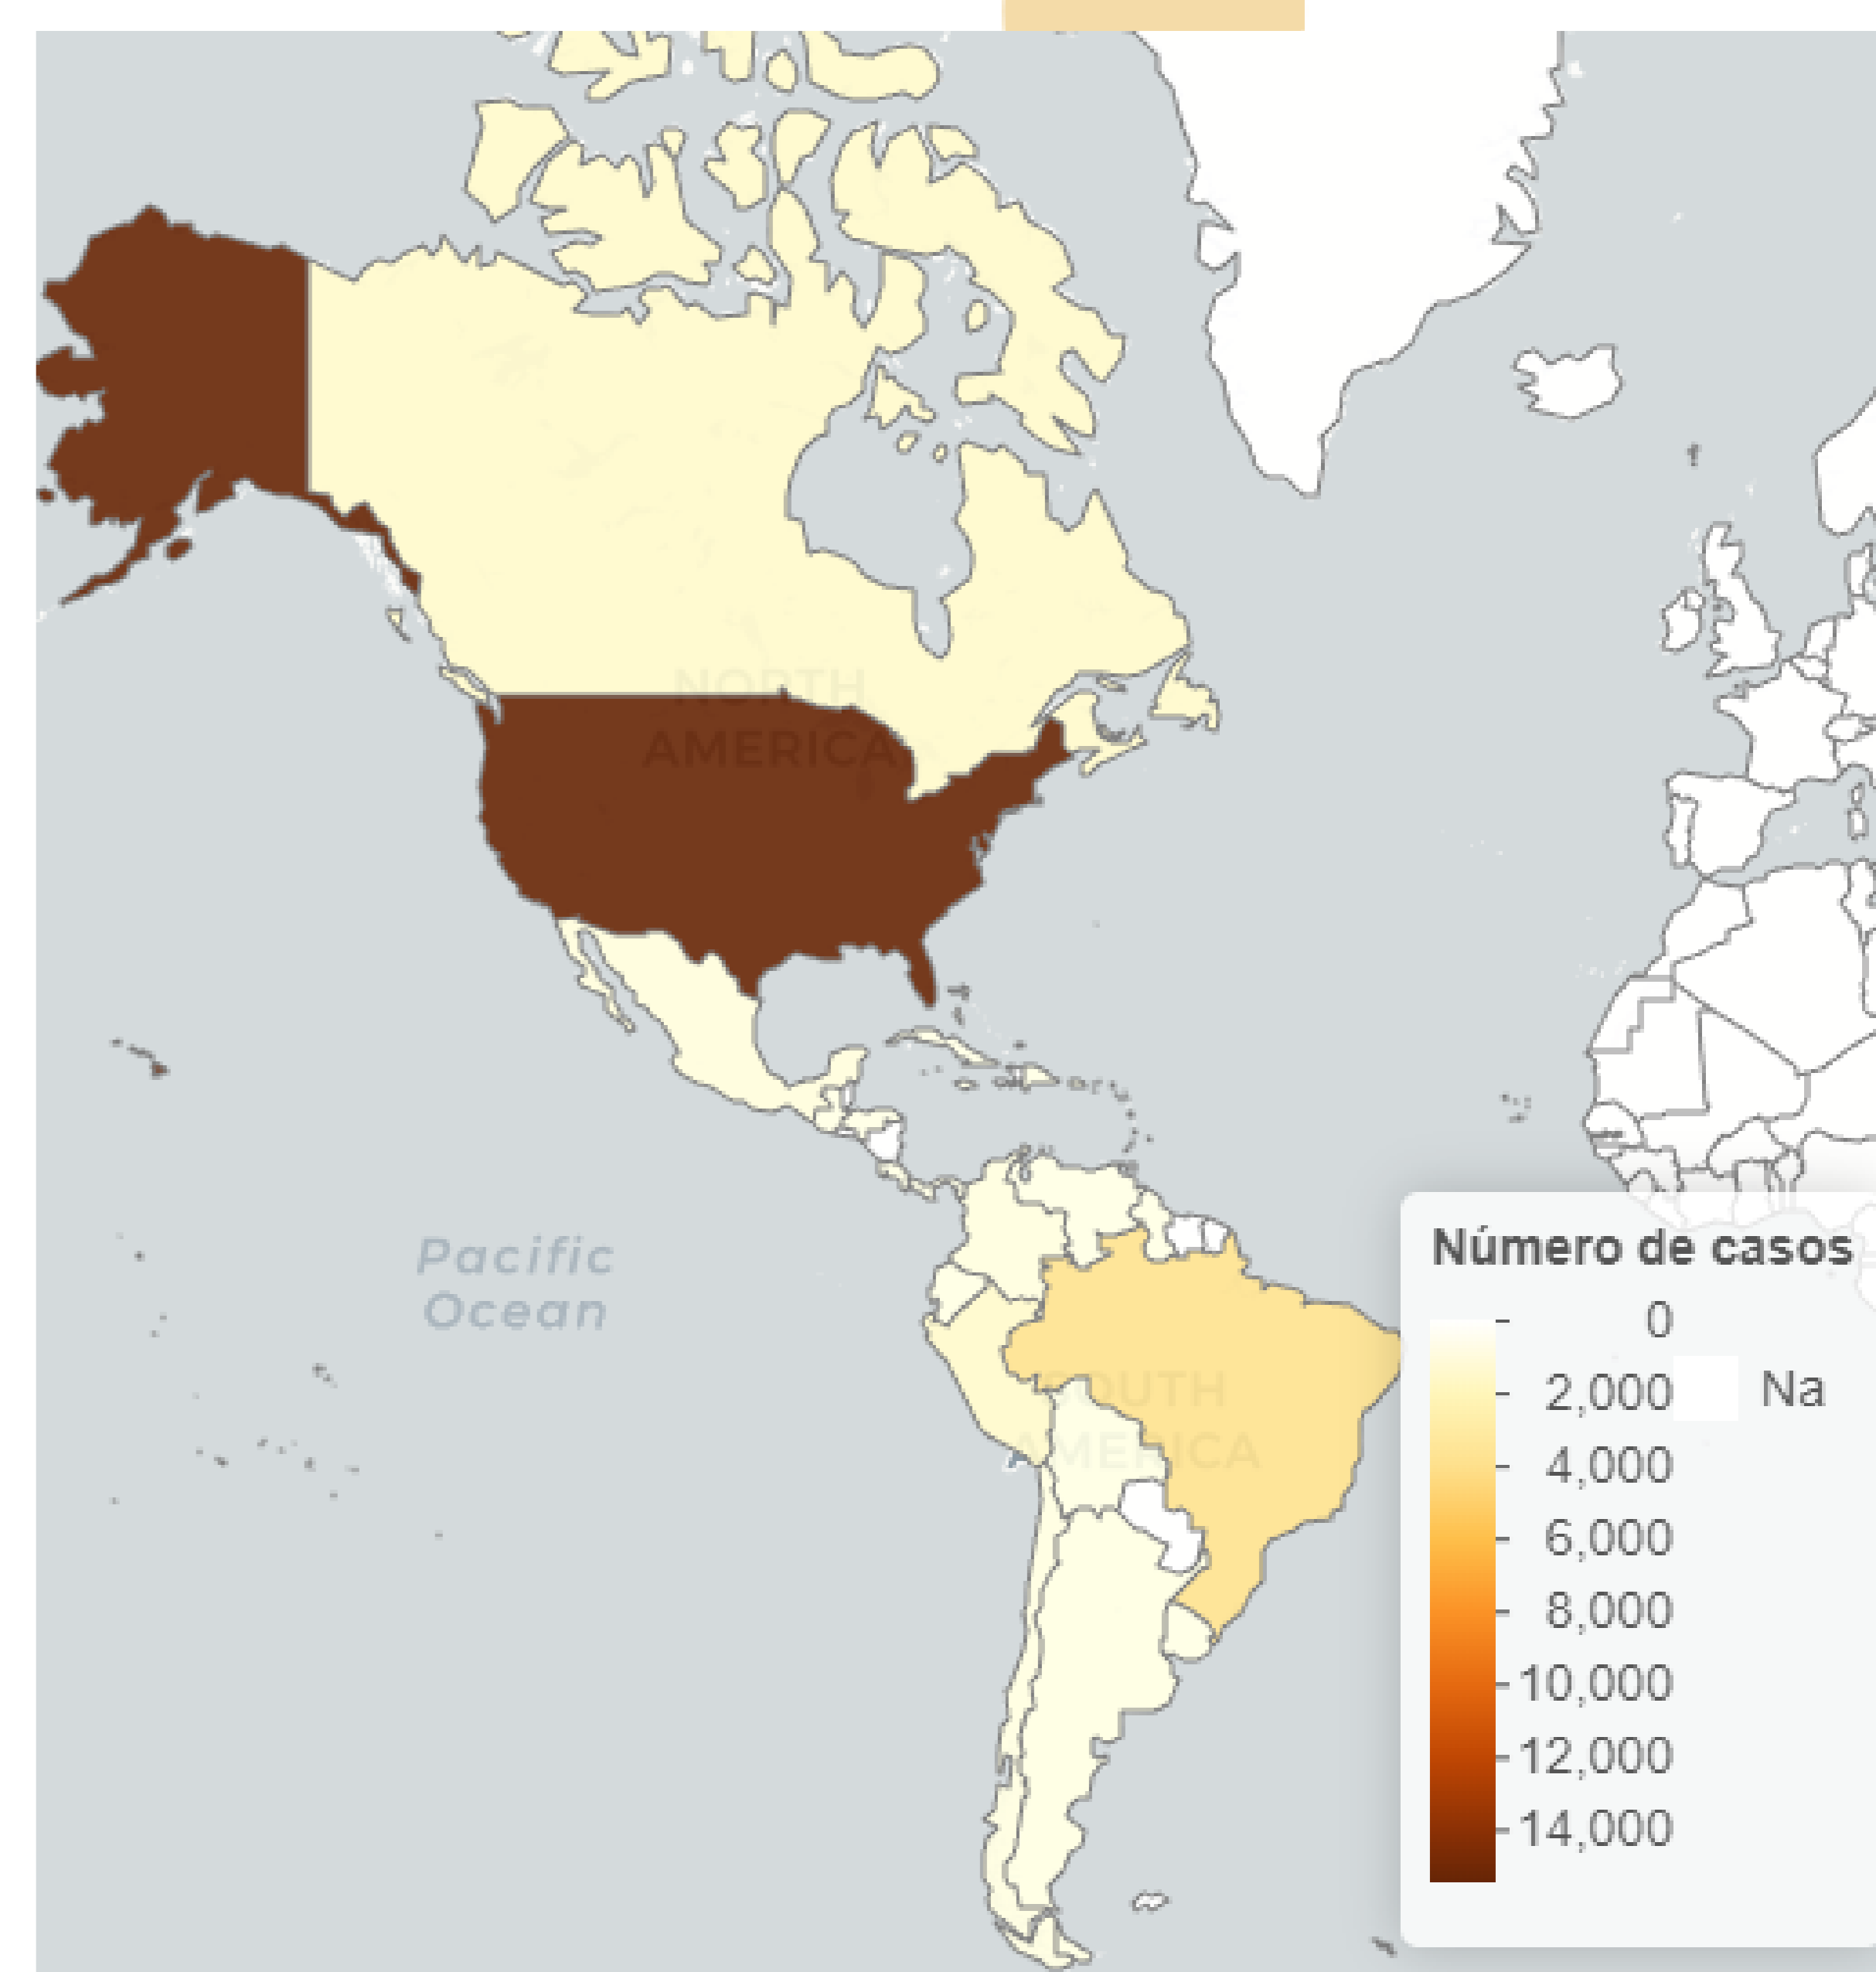 NORTH
AMERICA
Pacific
Ocean
SOUTH
AMERICA
Número de casos
0
2,000
Na
4,000
6,000
8,000
10,000
12,000
14,000